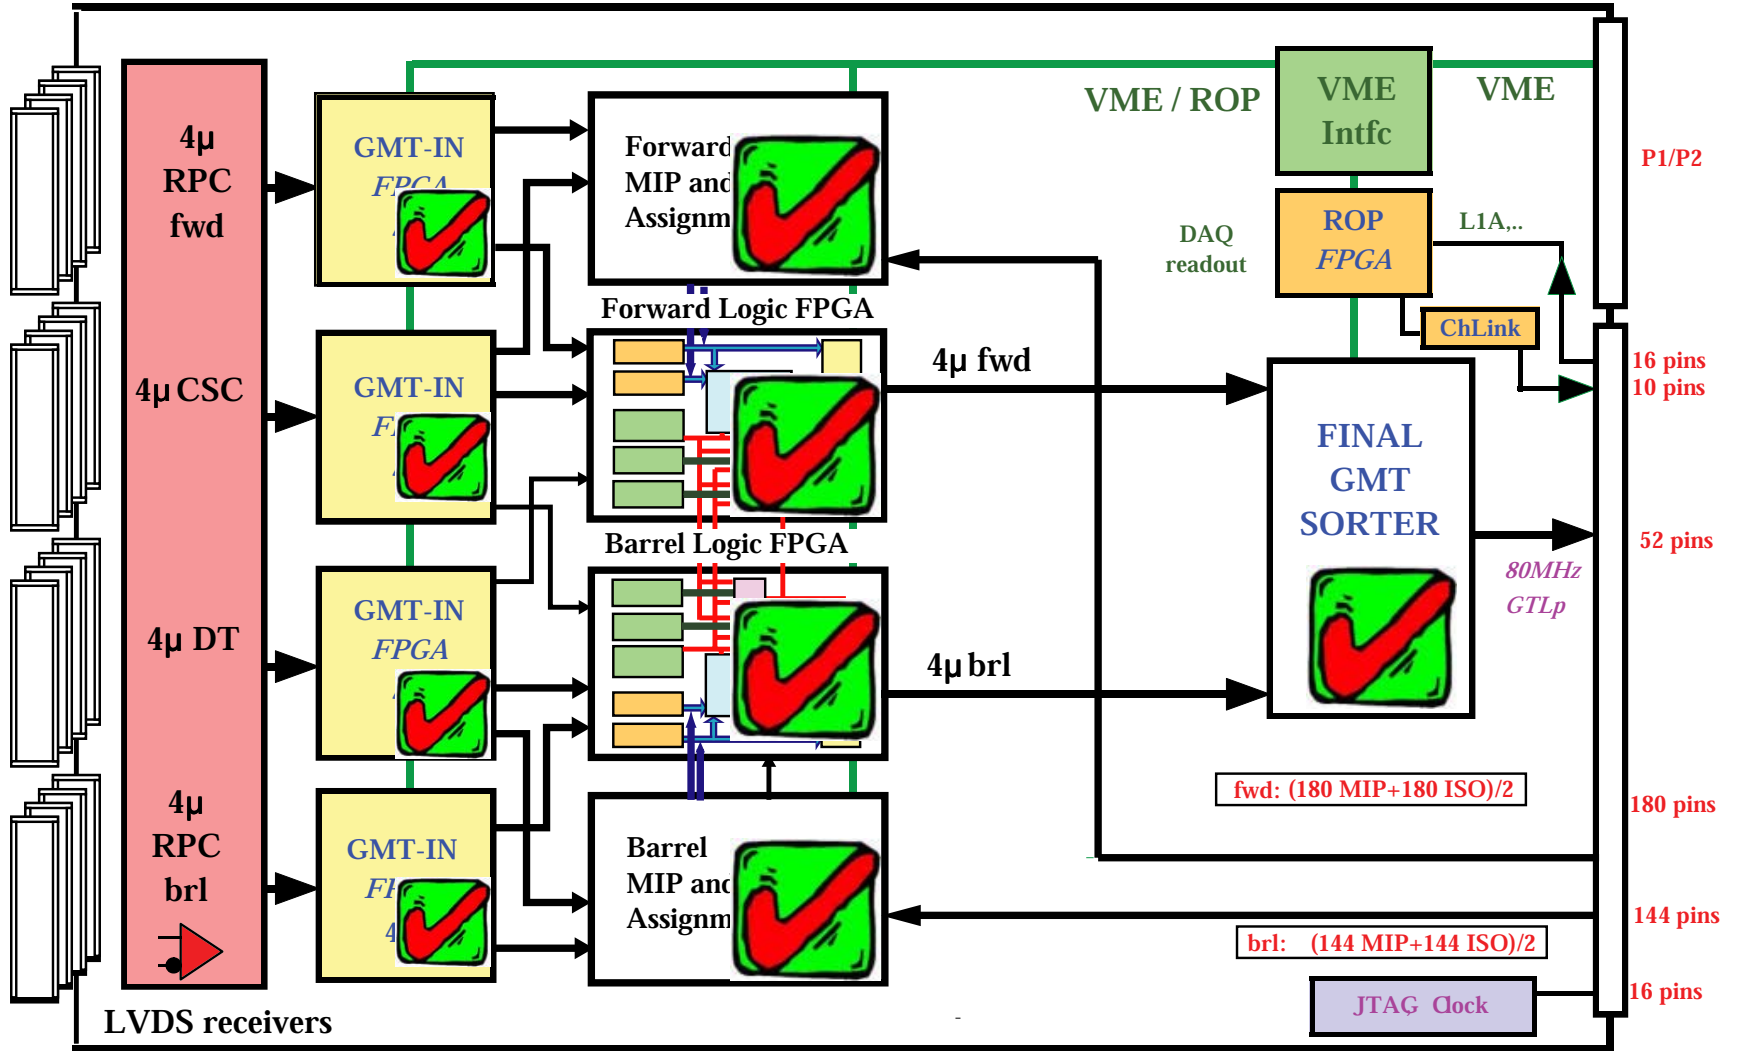 4µ
RPC
fwd
4µ CSC
4µ DT
4µ
RPC
brl
LVDS receivers
GMT-IN
FPGA
GMT-IN
GMT-IN
FPGA
GMT-IN
Forward
MIP and
Forward Logic FPGA
Barrel Logic FPGA
Barrel
MIP and
4µ fwd
4µ brl
VME / ROP
VME
Intfc
VME
DAQ
readout
ROP
FPGA
L1A,..
ChLink
FINAL
GMT
SORTER
80MHz
GTLp
fwd: (180 MIP+180 ISO)/2
brl: (144 MIP+144 ISO)/2
JTAG, Clock
P1/P2
16 pins
10 pins
52 pins
180 pins
144 pins
16 pins